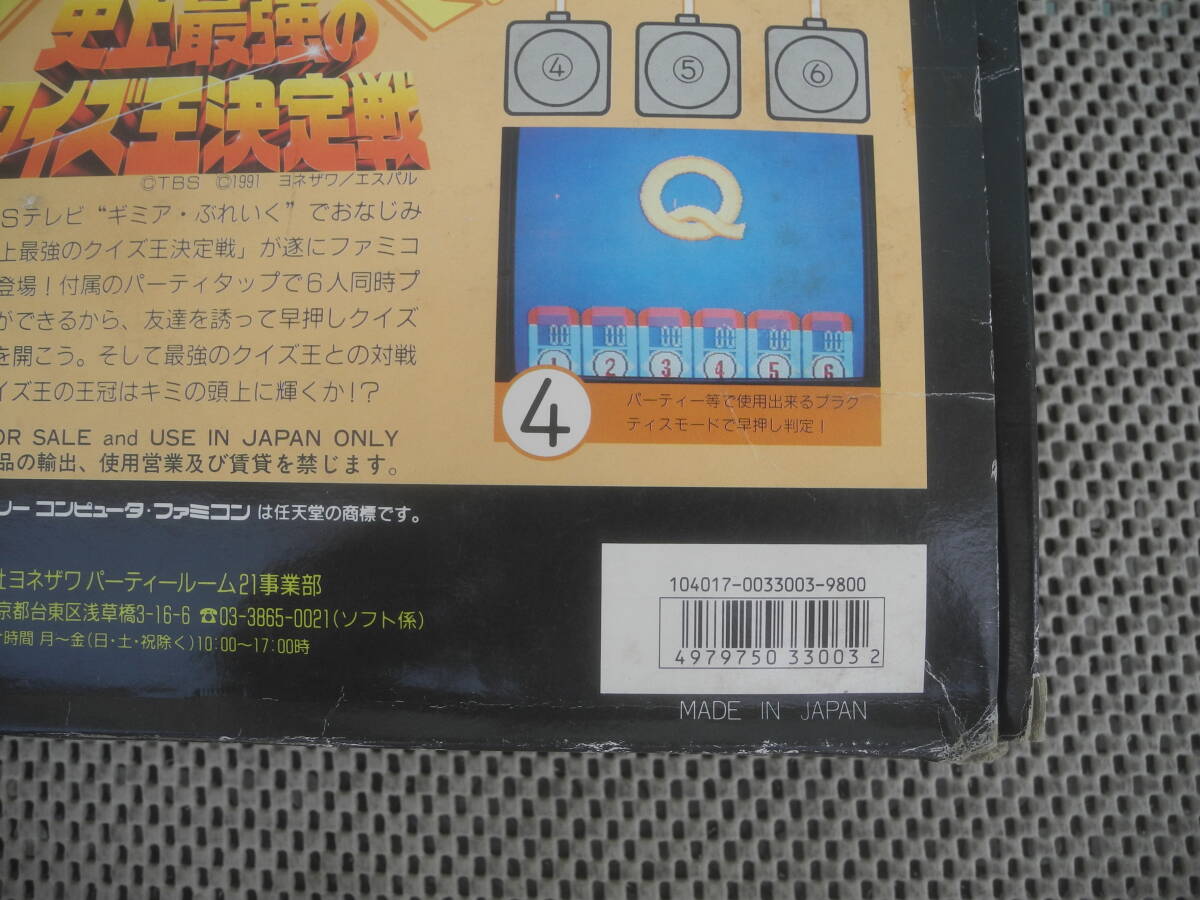 史上最強の
クイズ王決定戦
©TBS ©1991 ヨネザワ/エスパル
Sテレビ“ギミア・ぶれいく”でおなじみ
上最強のクイズ王決定戦」が遂にファミコ
登場!付属のパーティタップで6人同時プ
ができるから、友達を誘って早押しクイズ
を開こう。そして最強のクイズ王との対戦
イズ王の王冠はキミの頭上に輝くか!?
OR SALE and USE IN JAPAN ONLY
品の輸出、使用営業及び賃貸を禁じます。
④ ⑤ ⑥
Q
00 00 00 00 00 00
1 2 3 4 5 6
4
パーティー等で使用出来るプラク
ティスモードで早押し判定!
リー コンピュータ・ファミコン は任天堂の商標です。
社ヨネザワ パーティールーム21事業部
京都台東区浅草橋3-16-6 ☎03-3865-0021(ソフト係)
時間 月〜金(日・土・祝除く)10:00〜17:00時
104017-0033003-9800
4979750 33003 2
MADE IN JAPAN